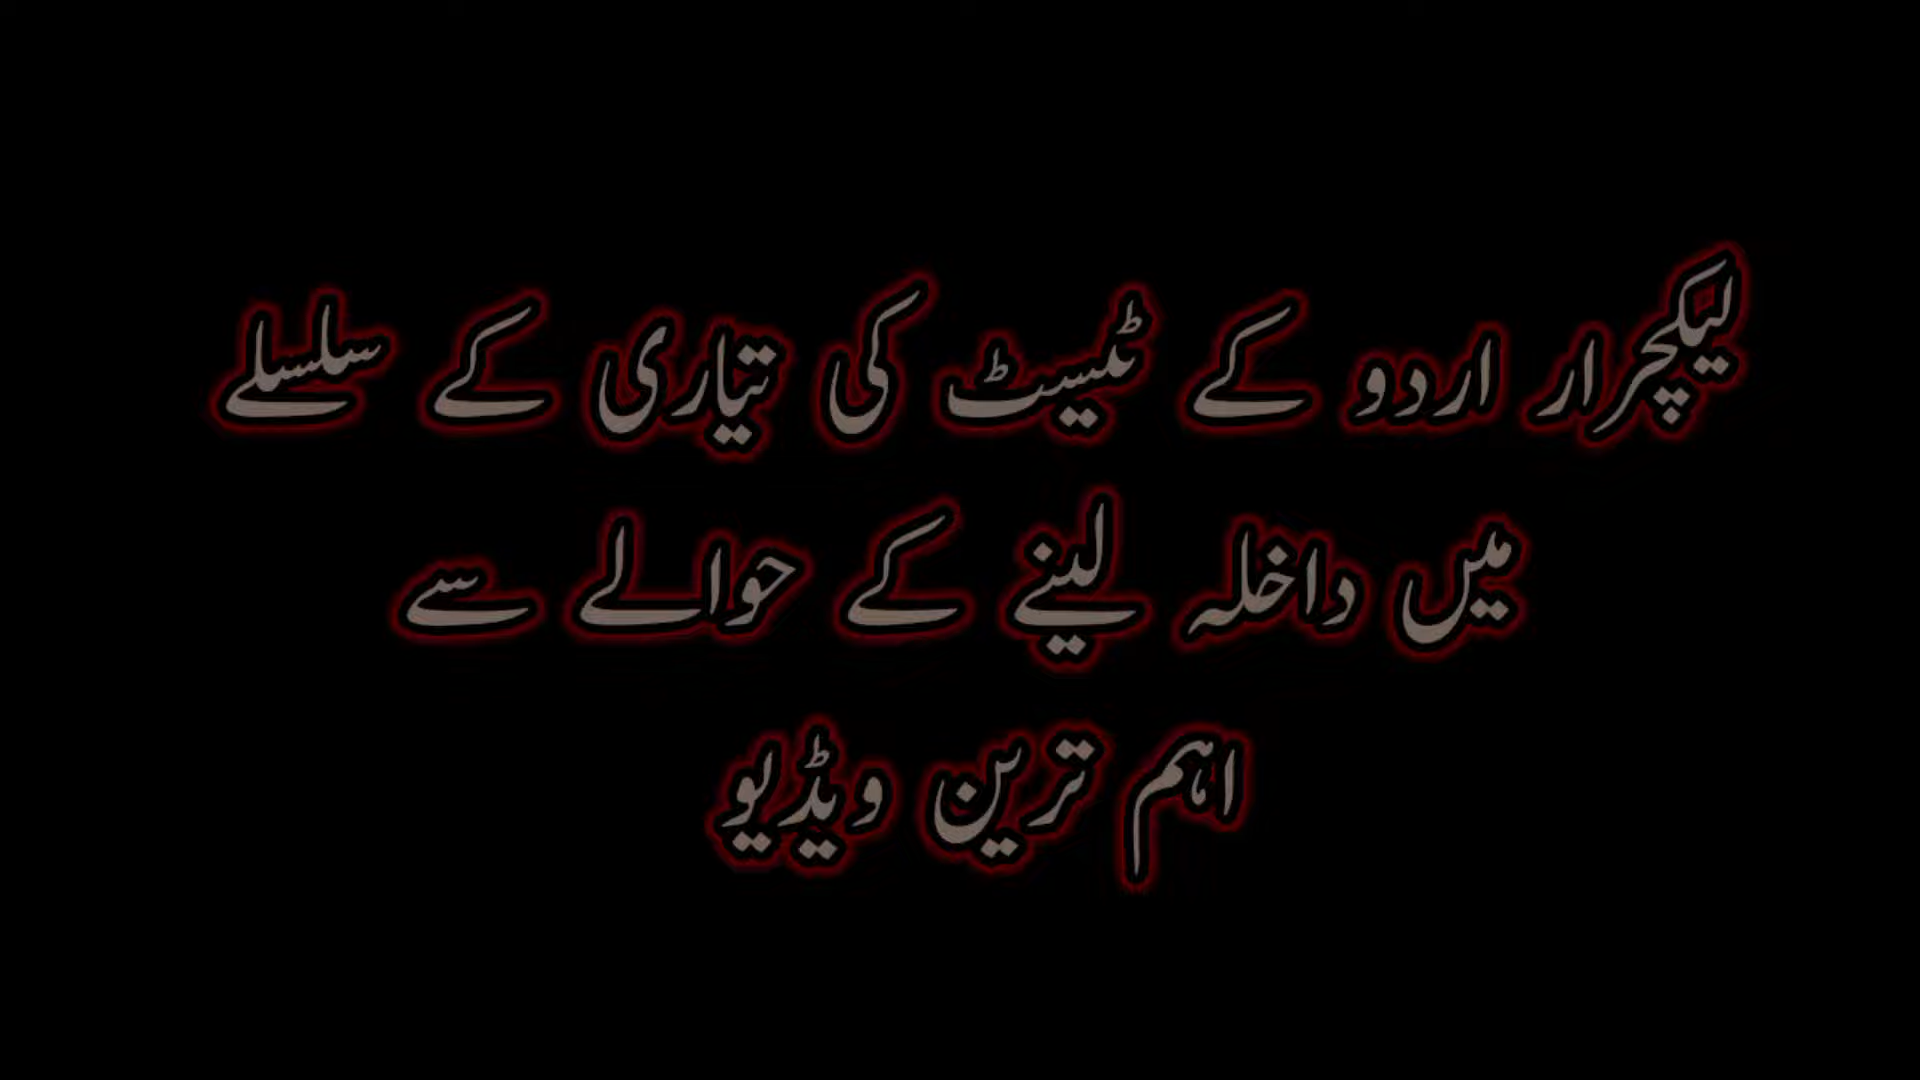 لیکچرار اردو کے ٹیسٹ کی تیاری کے سلسلے
میں داخلہ لینے کے حوالے سے
اہم ترین ویڈیو